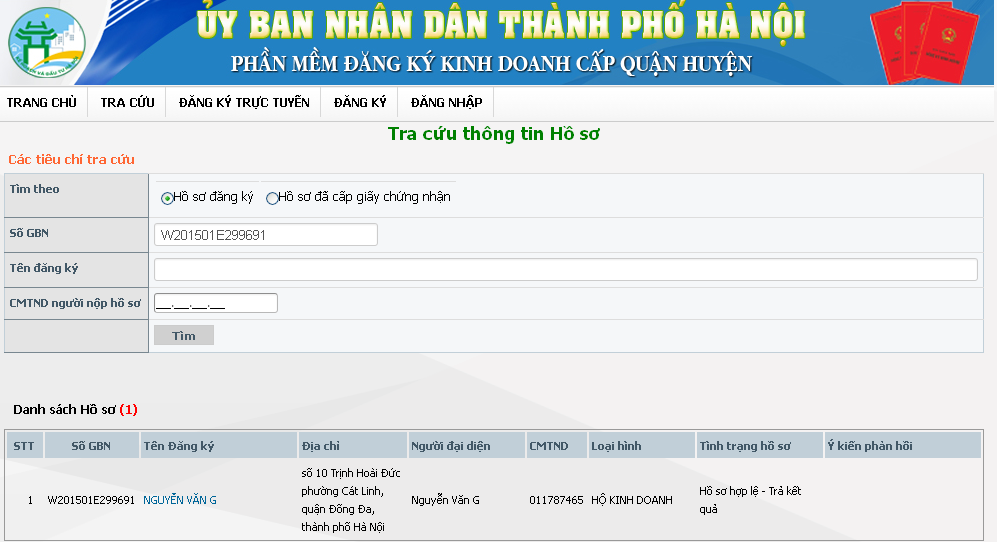 ỦY BAN NHÂN DÂN THÀNH PHỐ HÀ NỘI
PHẦN MỀM ĐĂNG KÝ KINH DOANH CẤP QUẬN HUYỆN
TRANG CHỦ TRA CỨU ĐĂNG KÝ TRỰC TUYẾN ĐĂNG KÝ ĐĂNG NHẬP
Tra cứu thông tin Hồ sơ
Các tiêu chí tra cứu
Tìm theo Hồ sơ đăng ký Hồ sơ đã cấp giấy chứng nhận
Số GBN W201501E299691
Tên đăng ký
CMTND người nộp hồ sơ __.__.__.__
Tìm
Danh sách Hồ sơ (1)
STT Số GBN Tên Đăng ký Địa chỉ Người đại diện CMTND Loại hình Tình trạng hồ sơ Ý kiến phản hồi
1 W201501E299691 NGUYỄN VĂN G số 10 Trịnh Hoài Đức
phường Cát Linh,
quận Đống Đa,
thành phố Hà Nội
Nguyễn Văn G 011787465 HỘ KINH DOANH Hồ sơ hợp lệ - Trả kết
quả